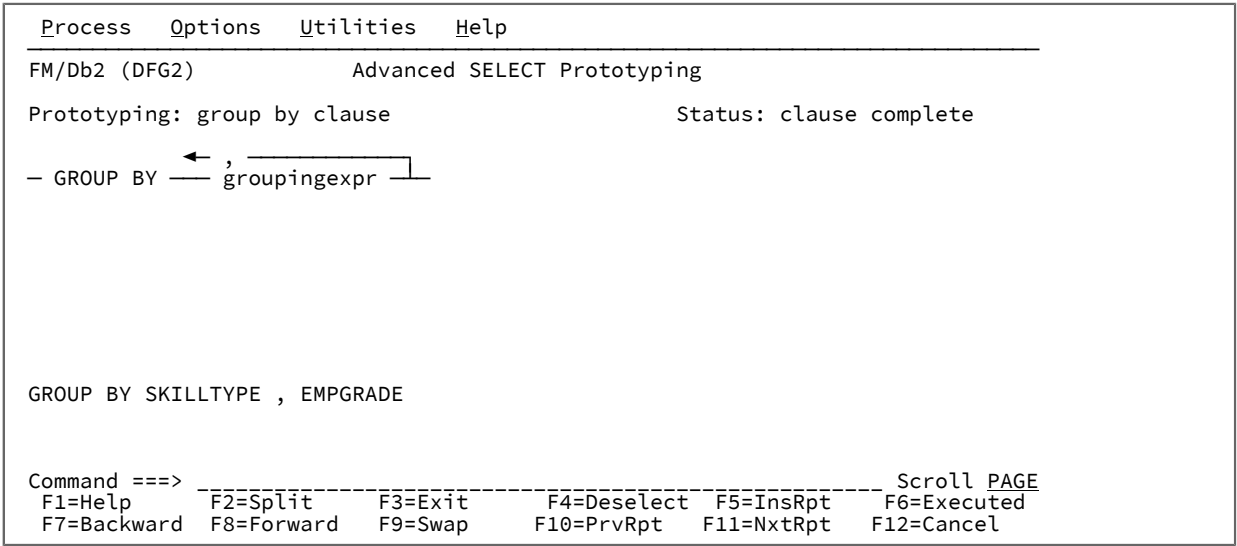 Process Options Utilities Help
FM/Db2 (DFG2) Advanced SELECT Prototyping
Prototyping: group by clause Status: clause complete
,
GROUP BY groupingexpr
GROUP BY SKILLTYPE , EMPGRADE
Command ===> Scroll PAGE
F1=Help F2=Split F3=Exit F4=Deselect F5=InsRpt F6=Executed
F7=Backward F8=Forward F9=Swap F10=PrvRpt F11=NxtRpt F12=Cancel